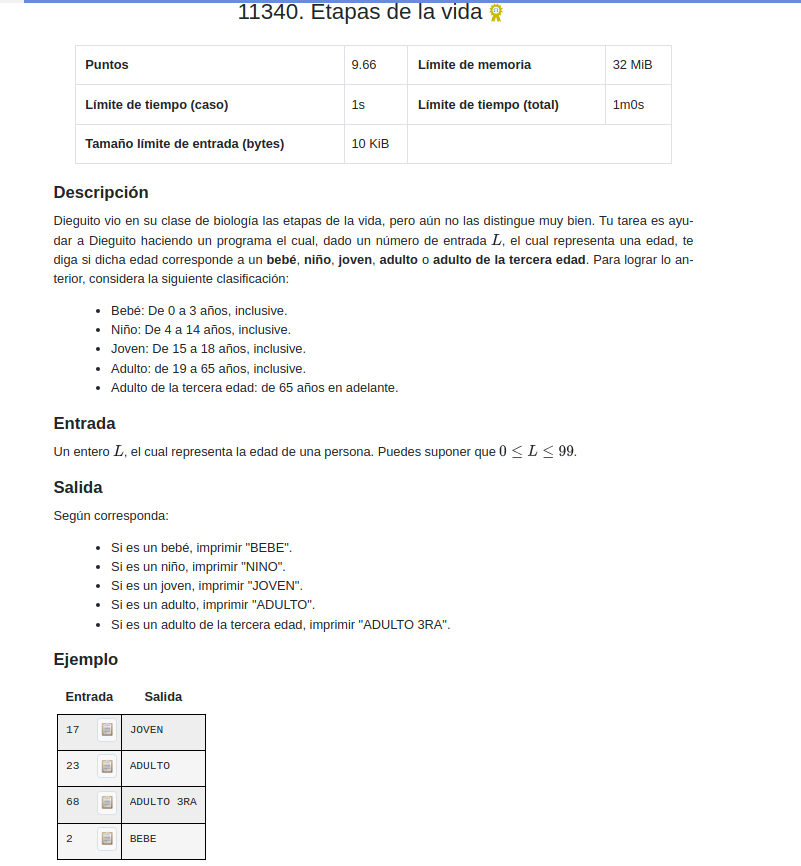 11340. Etapas de la vida
Puntos 9.66 Límite de memoria 32 MiB
Límite de tiempo (caso) 1s Límite de tiempo (total) 1m0s
Tamaño límite de entrada (bytes) 10 KiB
Descripción
Dieguito vio en su clase de biología las etapas de la vida, pero aún no las distingue muy bien. Tu tarea es ayu-
dar a Dieguito haciendo un programa el cual, dado un número de entrada L, el cual representa una edad, te
diga si dicha edad corresponde a un bebé, niño, joven, adulto o adulto de la tercera edad. Para lograr lo an-
terior, considera la siguiente clasificación:
• Bebé: De 0 a 3 años, inclusive.
• Niño: De 4 a 14 años, inclusive.
• Joven: De 15 a 18 años, inclusive.
• Adulto: de 19 a 65 años, inclusive.
• Adulto de la tercera edad: de 65 años en adelante.
Entrada
Un entero L, el cual representa la edad de una persona. Puedes suponer que 0 ≤ L ≤ 99.
Salida
Según corresponda:
• Si es un bebé, imprimir "BEBE".
• Si es un niño, imprimir "NINO".
• Si es un joven, imprimir "JOVEN".
• Si es un adulto, imprimir "ADULTO".
• Si es un adulto de la tercera edad, imprimir "ADULTO 3RA".
Ejemplo
Entrada Salida
17 JOVEN
23 ADULTO
68 ADULTO 3RA
2 BEBE